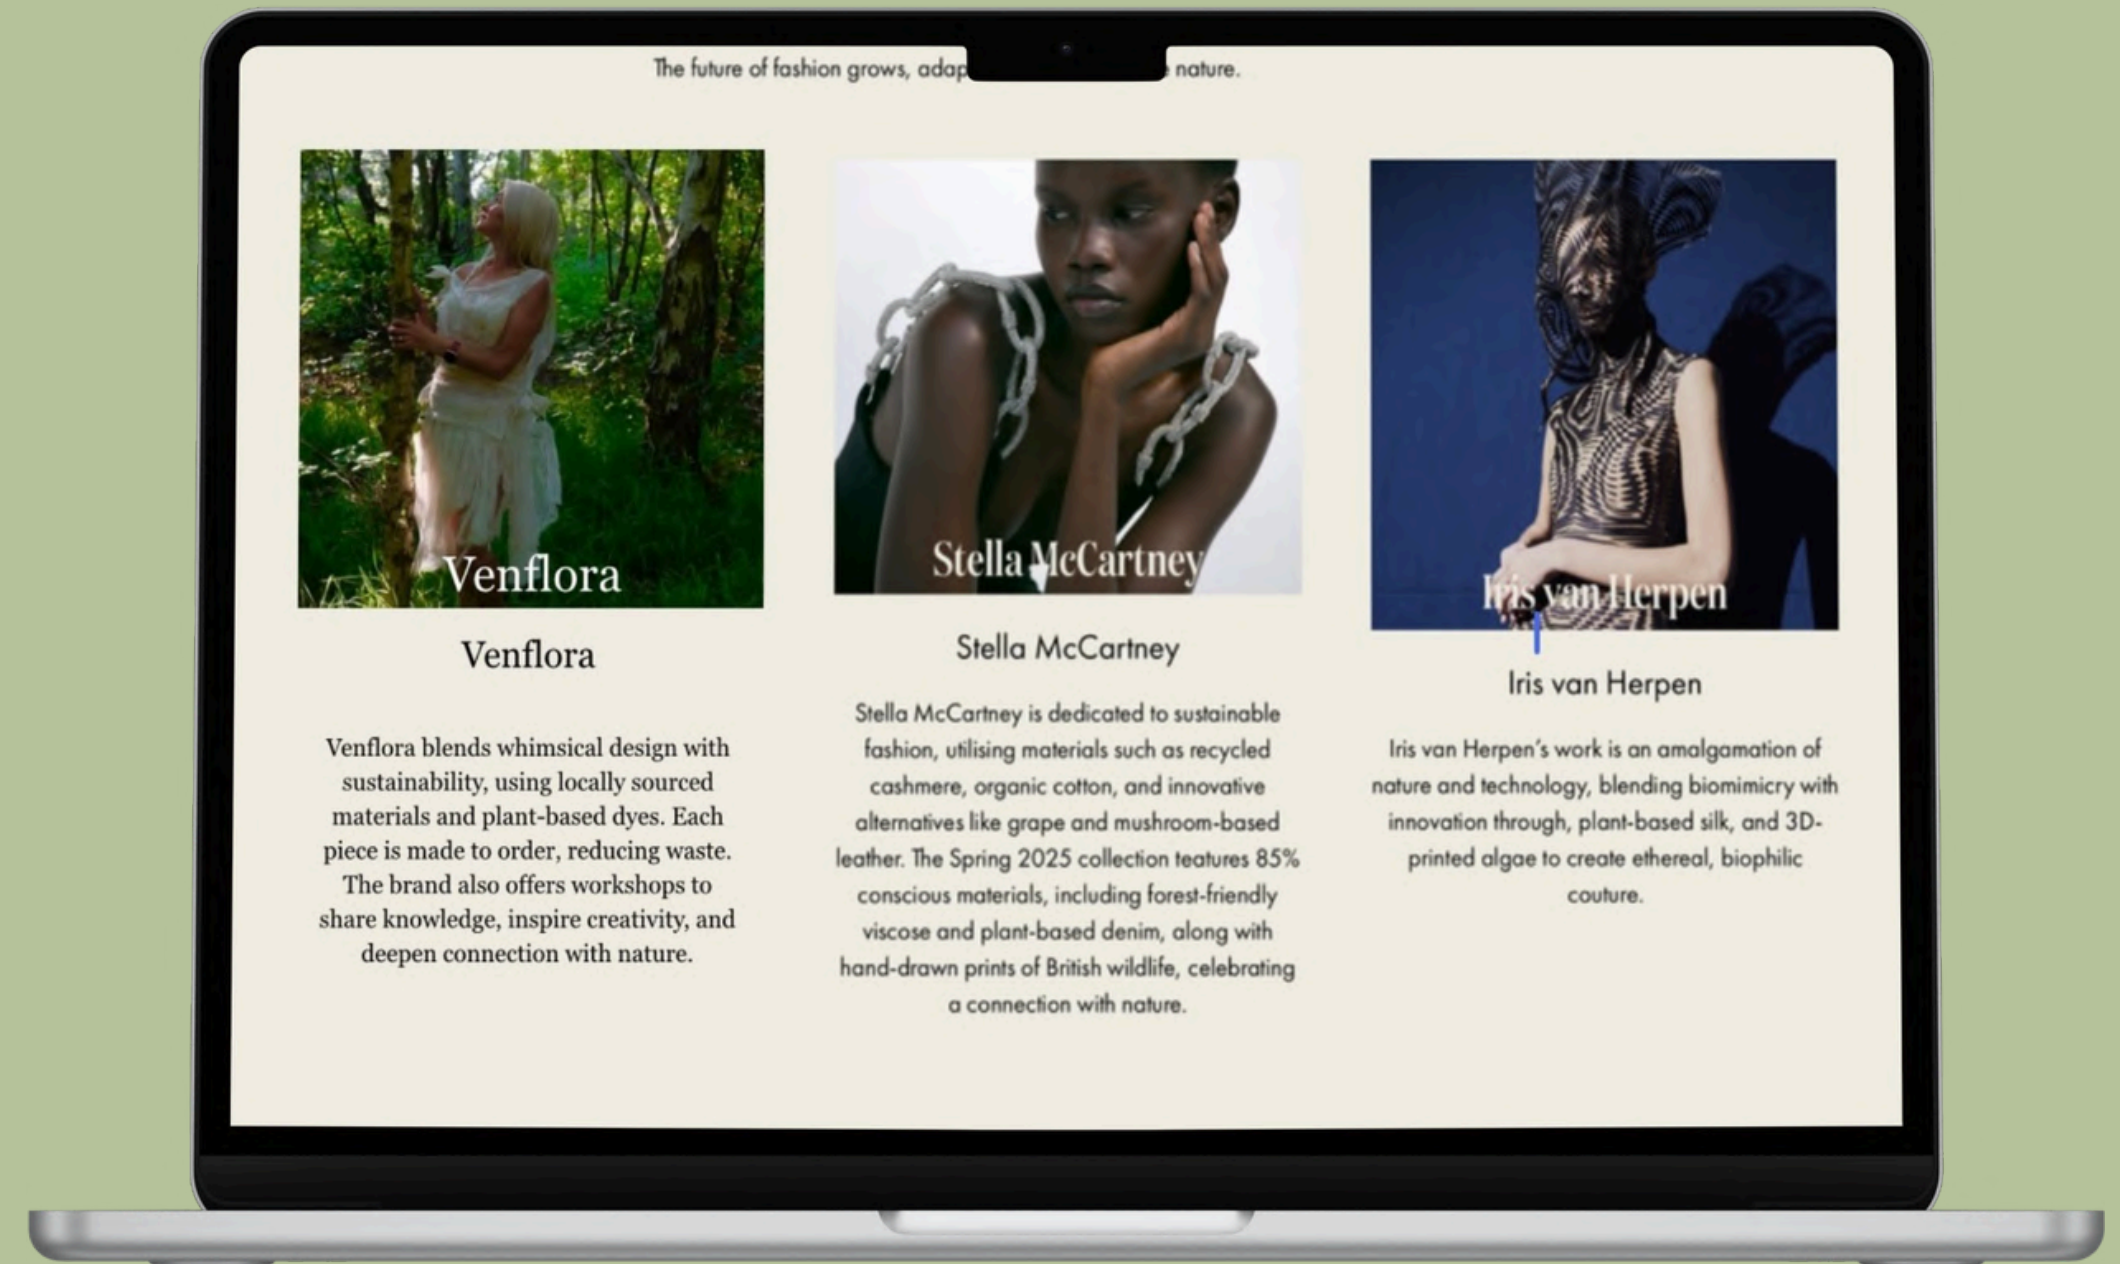 The future of fashion grows, adap nature.
Venflora
Venflora
Venflora blends whimsical design with
sustainability, using locally sourced
materials and plant-based dyes. Each
piece is made to order, reducing waste.
The brand also offers workshops to
share knowledge, inspire creativity, and
deepen connection with nature.
Stella McCartney
Stella McCartney
Stella McCartney is dedicated to sustainable
fashion, utilising materials such as recycled
cashmere, organic cotton, and innovative
alternatives like grape and mushroom-based
leather. The Spring 2025 collection teatures 85%
conscious materials, including forest-friendly
viscose and plant-based denim, along with
hand-drawn prints of British wildlife, celebrating
a connection with nature.
Iris van Herpen
Iris van Herpen
Iris van Herpen's work is an amalgamation of
nature and technology, blending biomimicry with
innovation through, plant-based silk, and 3D-
printed algae to create ethereal, biophilic
couture.